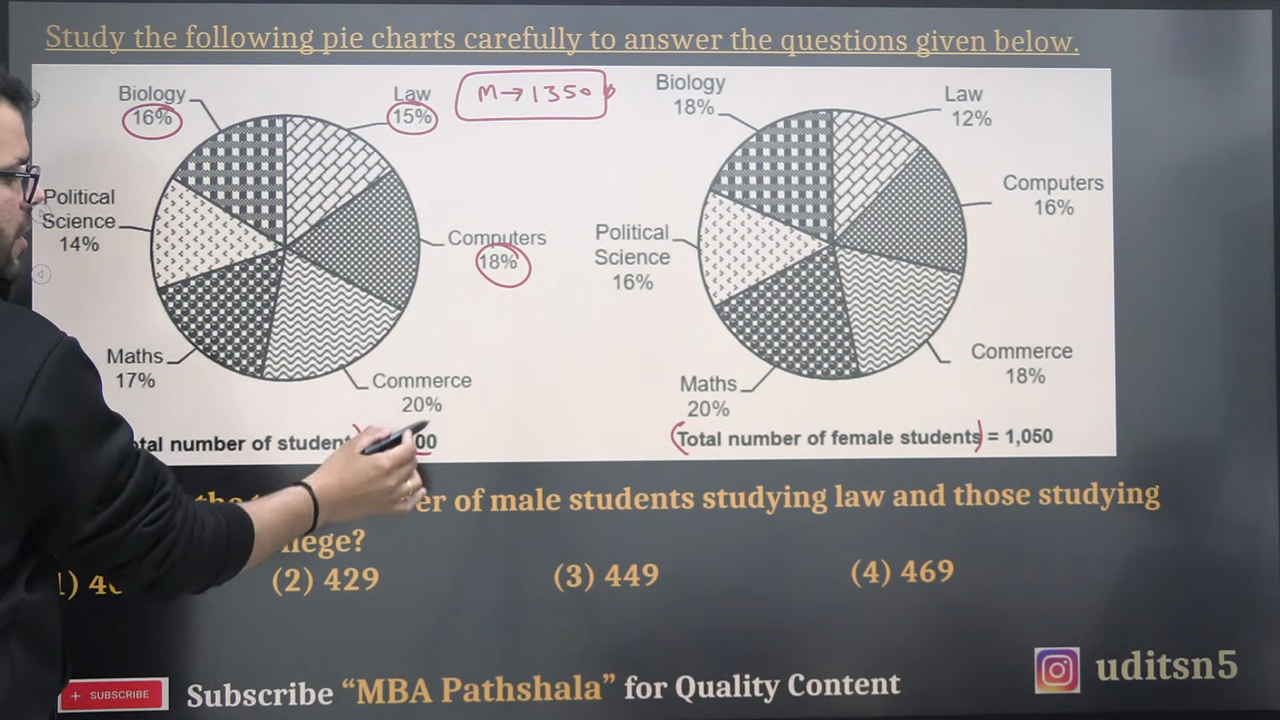 Study the following pie charts carefully to answer the questions given below.
Biology
16%
Law
15%
M→1350
Computers
18%
Political
Science
14%
Maths
17%
Commerce
20%
tal number of student 00
Biology
18%
Law
12%
Computers
16%
Political
Science
16%
Commerce
18%
Maths
20%
(Total number of female students) = 1,050
er of male students studying law and those studying
llege?
(2) 429 (3) 449 (4) 469
+ SUBSCRIBE
Subscribe “MBA Pathshala” for Quality Content
uditsn5